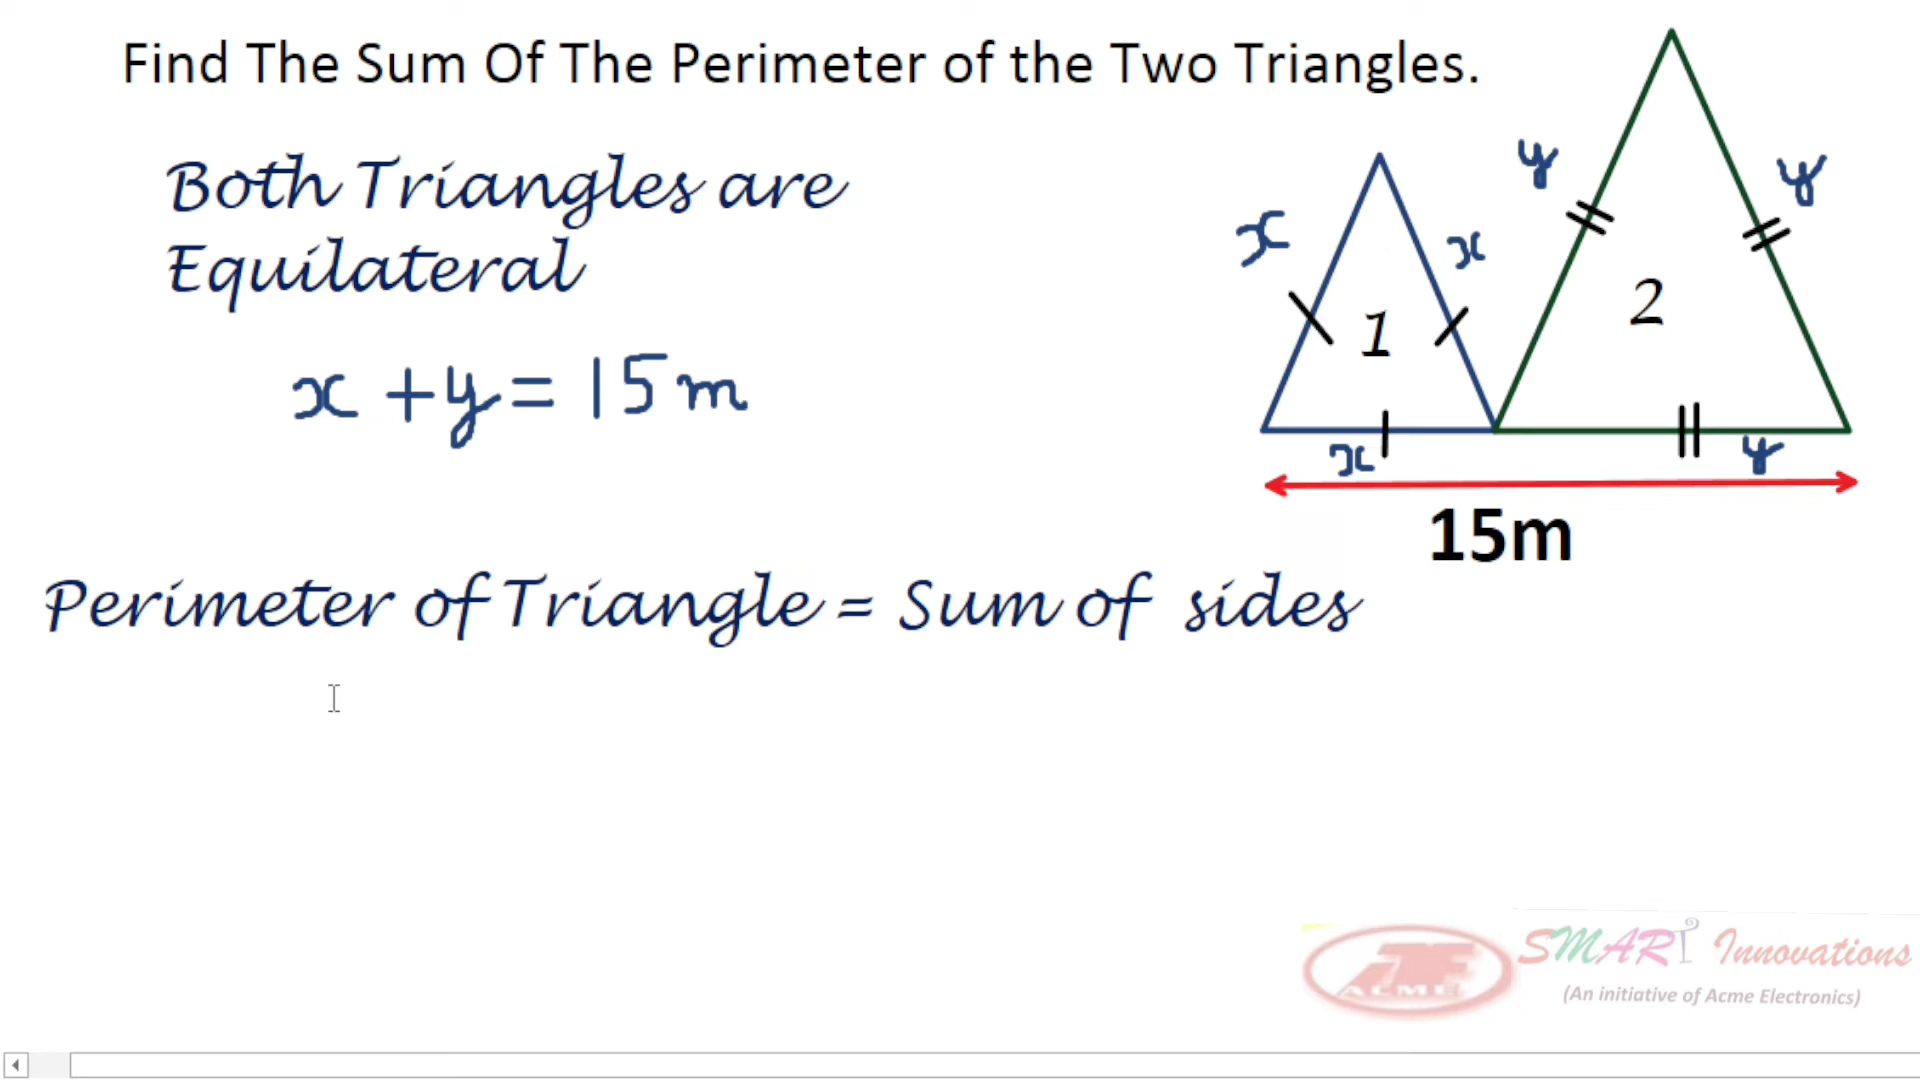 Find The Sum Of The Perimeter of the Two Triangles.
Both Triangles are
Equilateral
x + y = 15 m
x
x
1
x
y
y
2
y
15m
Perimeter of Triangle = Sum of sides
ACME
SMART Innovations
(An initiative of Acme Electronics)